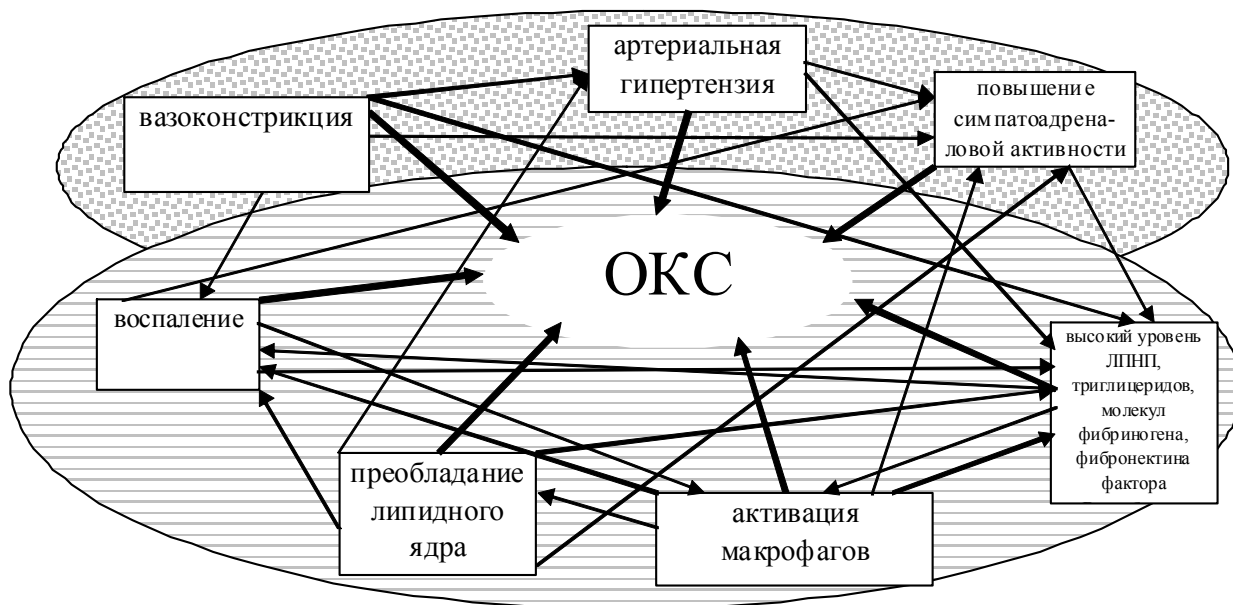 артериальная
гипертензия
вазоконстрикция
повышение
симпатоадрена-
ловой активности
ОКС
воспаление
высокий уровень
ЛПНП,
триглицеридов,
молекул
фибриногена,
фибронектина
фактора
преобладание
липидного
ядра
активация
макрофагов